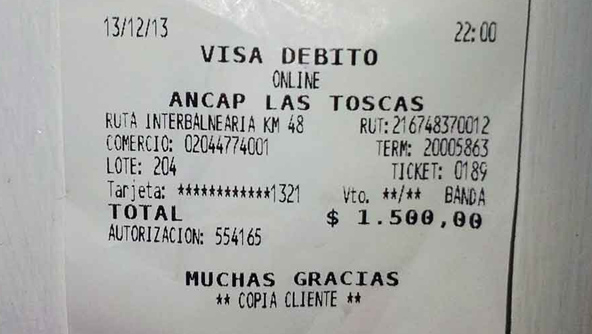 13/12/13 22:00
VISA DEBITO
ONLINE
ANCAP LAS TOSCAS
RUTA INTERBALNEARIA KM 48 RUT:216748370012
COMERCIO: 02044774001 TERM: 20005863
LOTE: 204 TICKET: 0189
Tarjeta: ************1321 Vto. **/** BANDA
TOTAL $ 1.500,00
AUTORIZACION: 554165
MUCHAS GRACIAS
** COPIA CLIENTE **